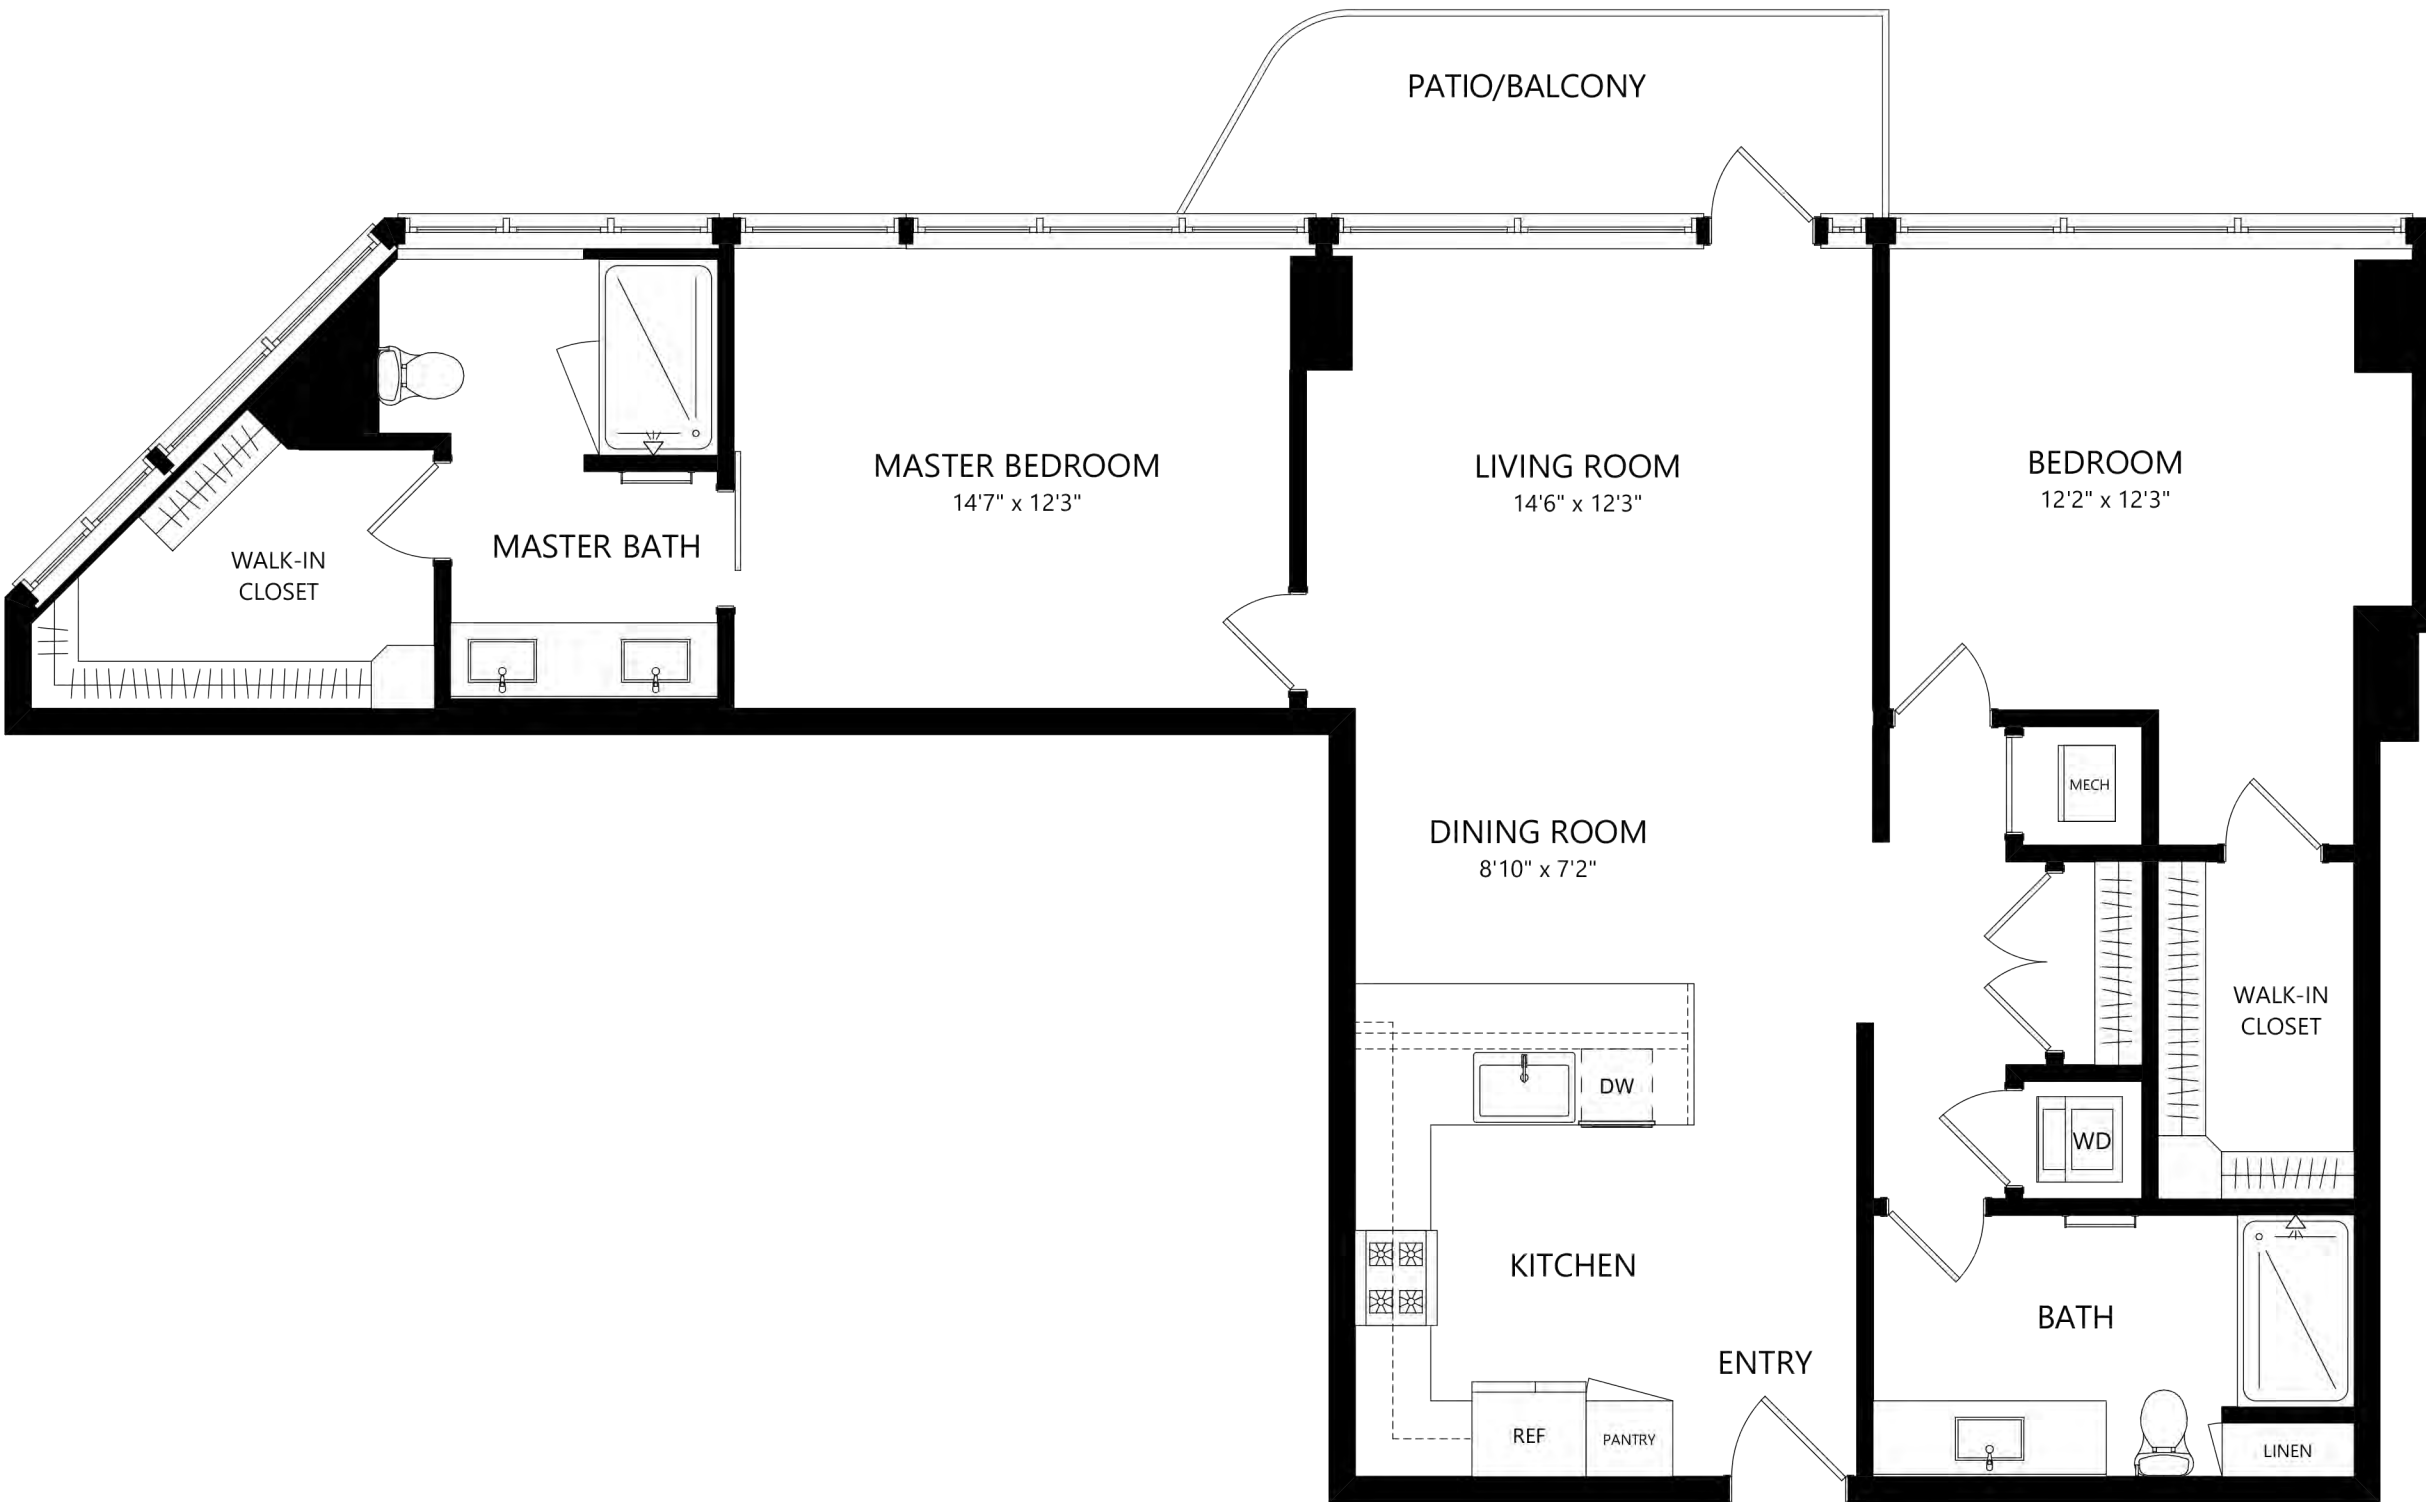 PATIO/BALCONY
MASTER BEDROOM
14'7" x 12'3"
LIVING ROOM
14'6" x 12'3"
BEDROOM
12'2" x 12'3"
MASTER BATH
WALK-IN
CLOSET
MECH
DINING ROOM
8'10" x 7'2"
WALK-IN
CLOSET
DW
WD
KITCHEN
BATH
ENTRY
REF
PANTRY
LINEN